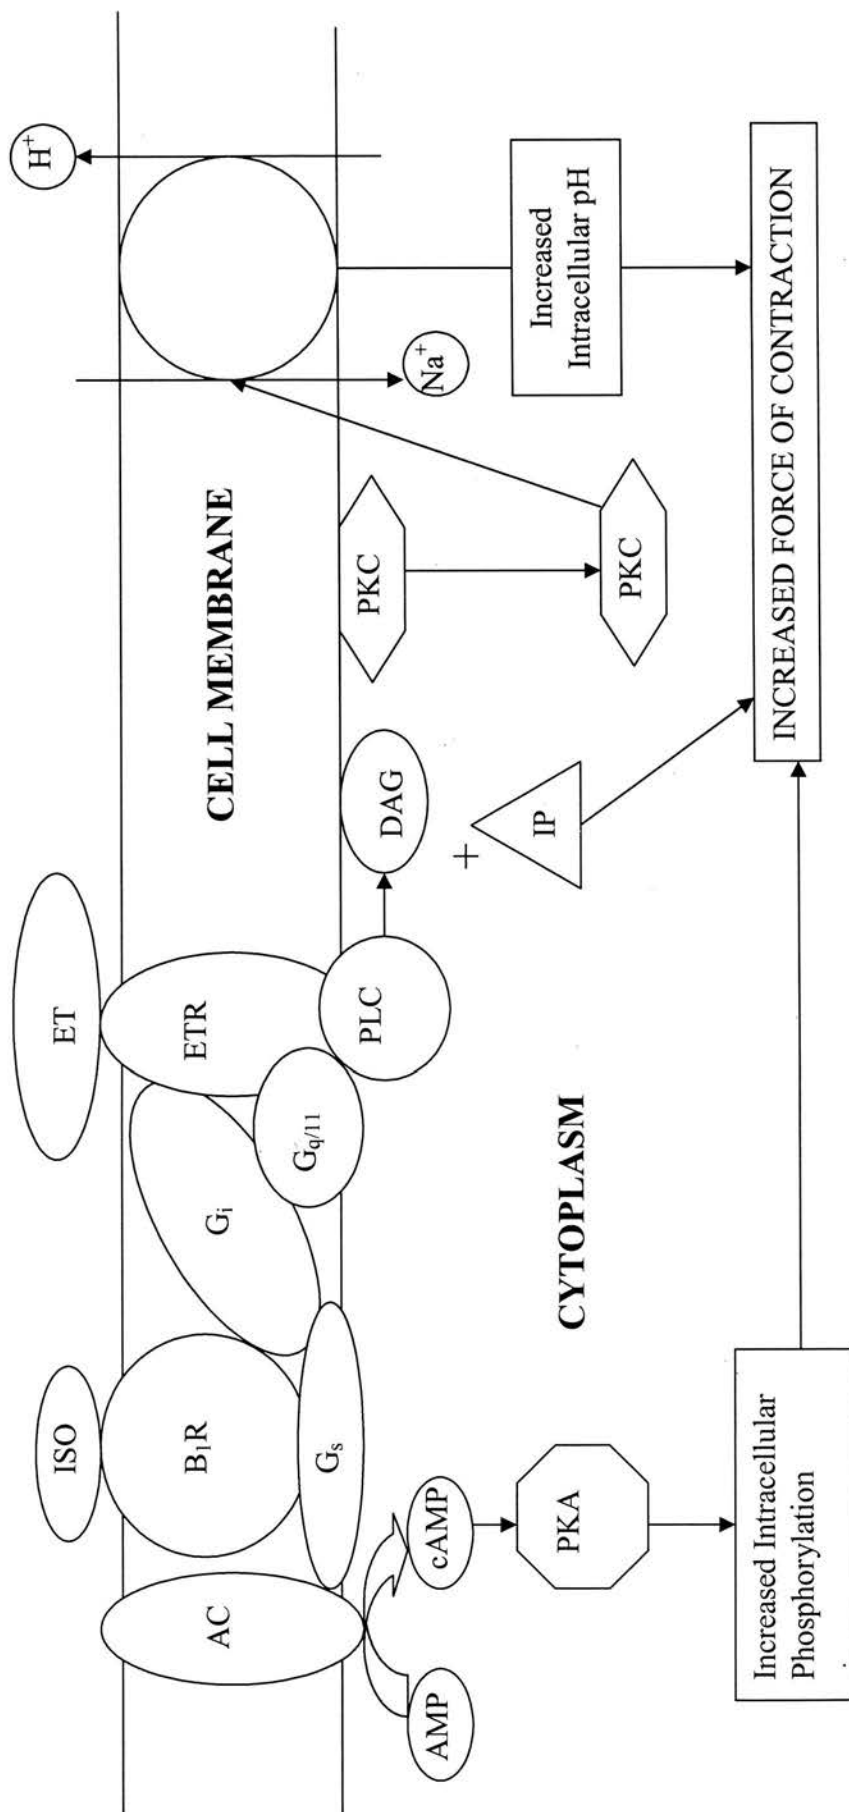 ISO
ET
H⁺
AC
B₁R
Gᵢ
ETR
CELL MEMBRANE
Gₛ
G_q/11
PLC
DAG
PKC
Na⁺
AMP
cAMP
+
IP
PKA
CYTOPLASM
PKC
Increased
Intracellular pH
Increased Intracellular
Phosphorylation
INCREASED FORCE OF CONTRACTION